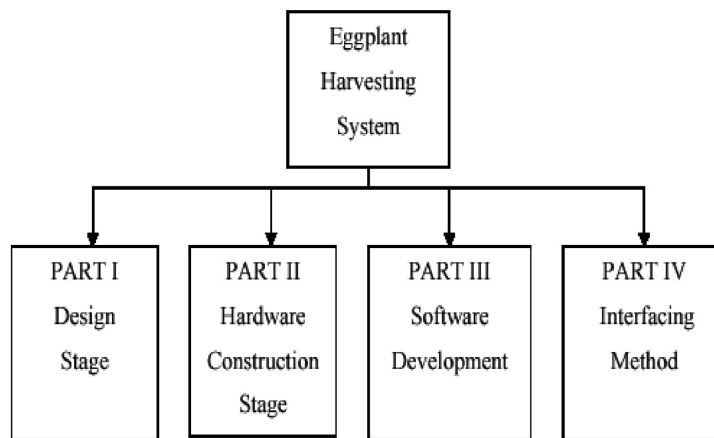 Eggplant
Harvesting
System
PART I
Design
Stage
PART II
Hardware
Construction
Stage
PART III
Software
Development
PART IV
Interfacing
Method